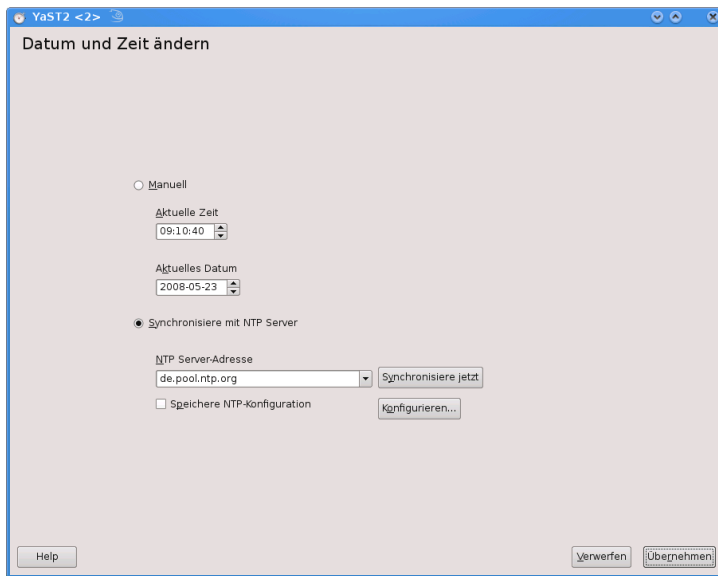 YaST2 <2>
Datum und Zeit ändern
Manuell
Aktuelle Zeit
09:10:40
Aktuelles Datum
2008-05-23
Synchronisiere mit NTP Server
NTP Server-Adresse
de.pool.ntp.org
Synchronisiere jetzt
Speichere NTP-Konfiguration
Konfigurieren...
Help
Verwerfen
Übernehmen